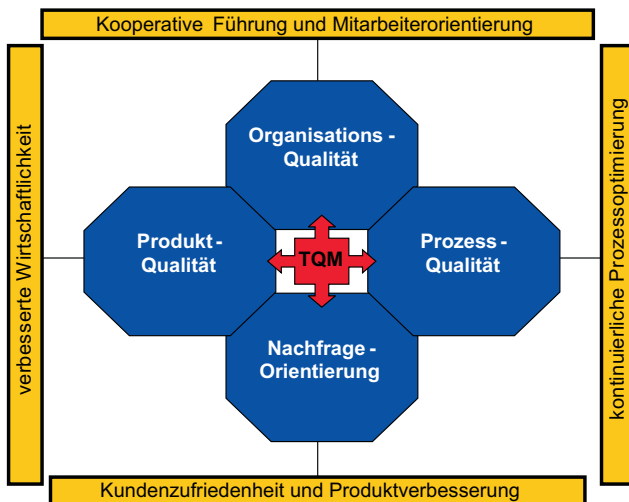 Kooperative Führung und Mitarbeiterorientierung
verbesserte Wirtschaftlichkeit
Organisations -
Qualität
Produkt -
Qualität
TQM
Prozess -
Qualität
Nachfrage -
Orientierung
kontinuierliche Prozessoptimierung
Kundenzufriedenheit und Produktverbesserung